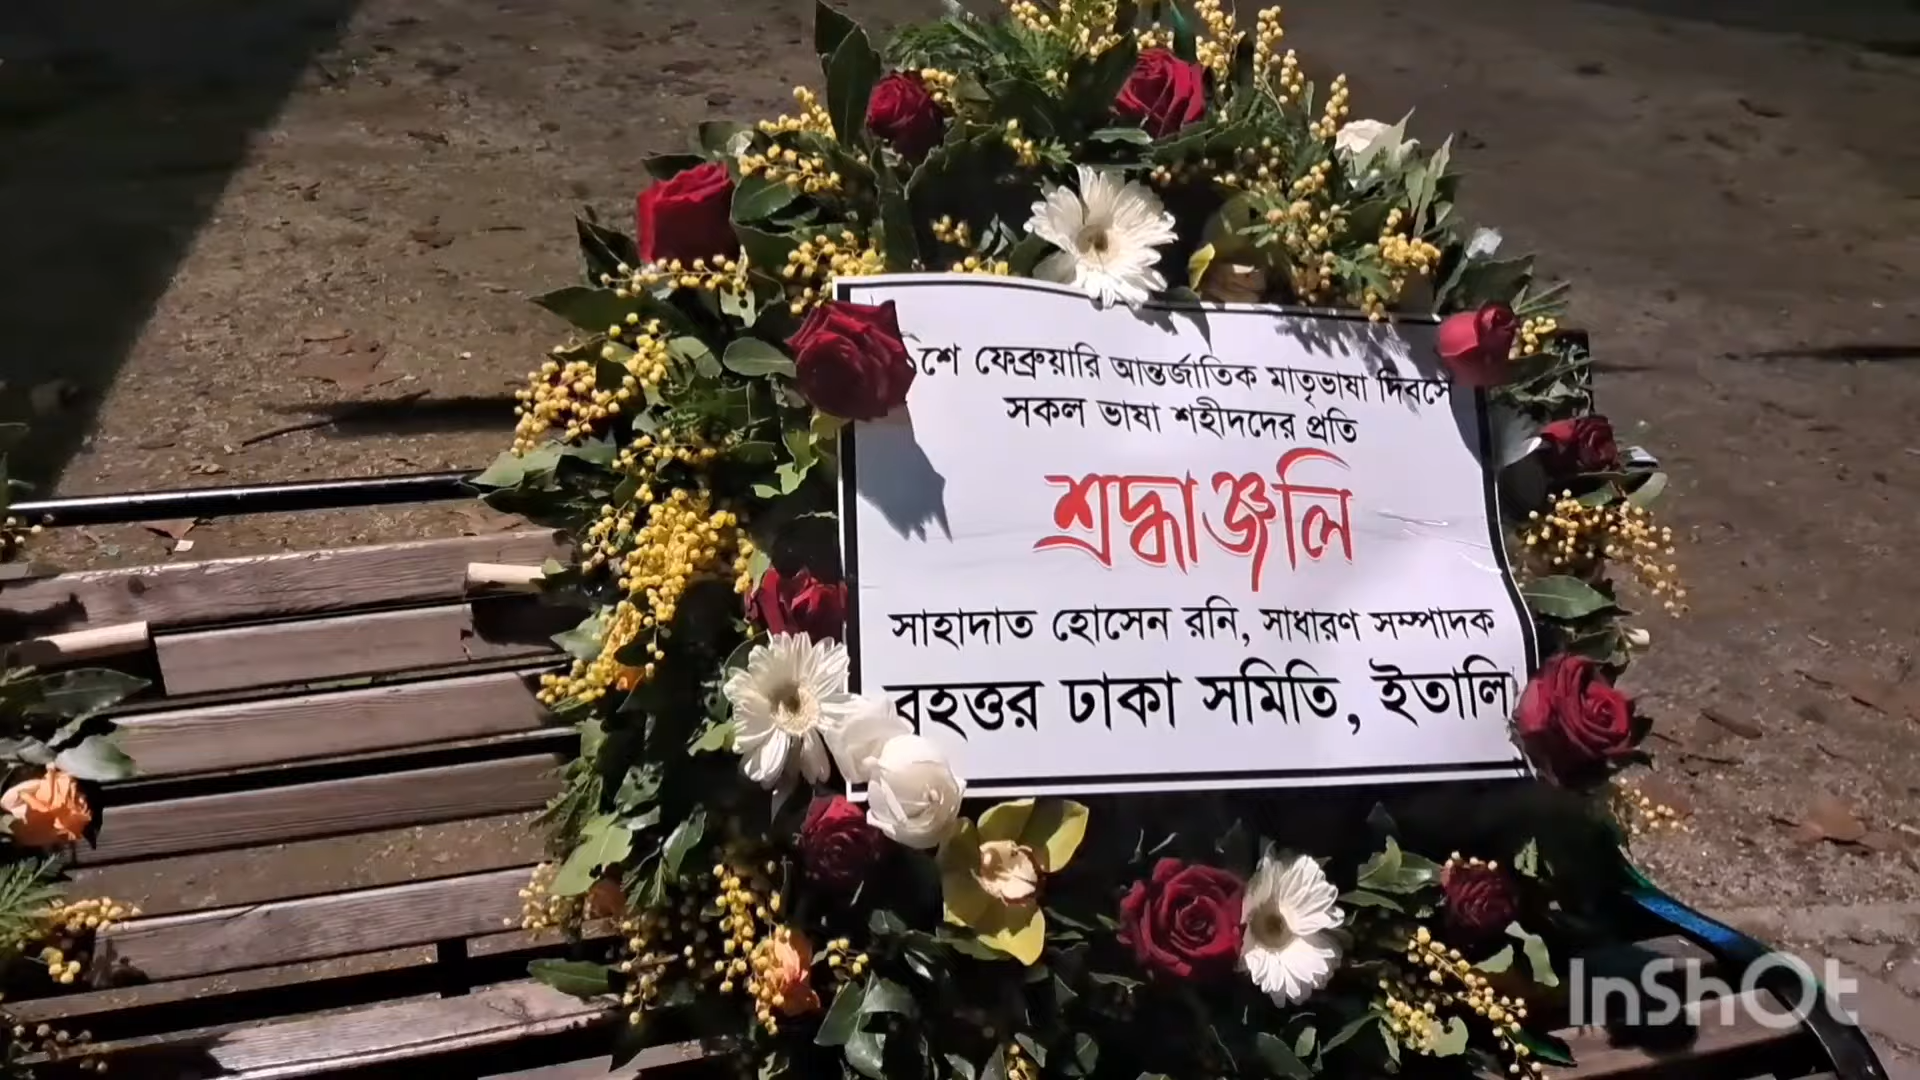 শে ফেব্রুয়ারি আন্তর্জাতিক মাতৃভাষা দিবসে
সকল ভাষা শহীদদের প্রতি
শ্রদ্ধাঞ্জলি
সাহাদাত হোসেন রনি, সাধারণ সম্পাদক
বৃহত্তর ঢাকা সমিতি, ইতালি
InShOt